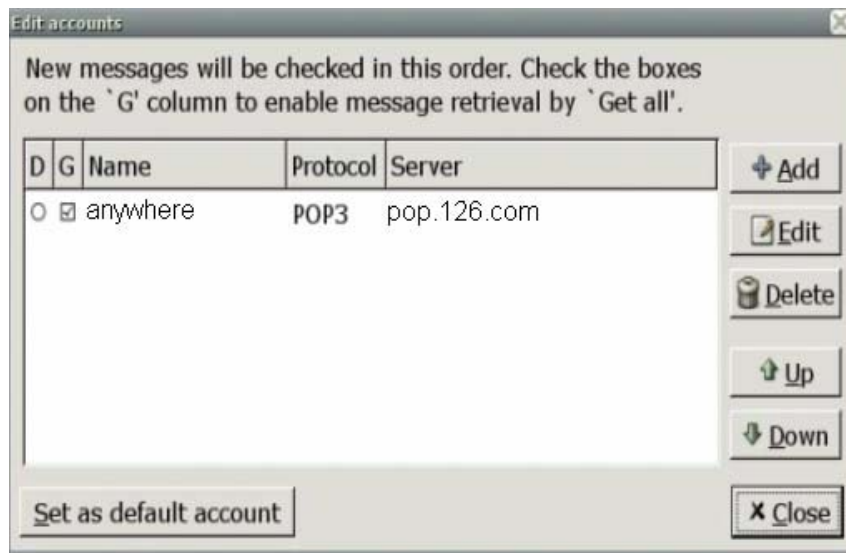 Edit accounts
New messages will be checked in this order. Check the boxes
on the `G' column to enable message retrieval by `Get all'.
D G Name Protocol Server
anywhere POP3 pop.126.com
Add
Edit
Delete
Up
Down
Set as default account
Close